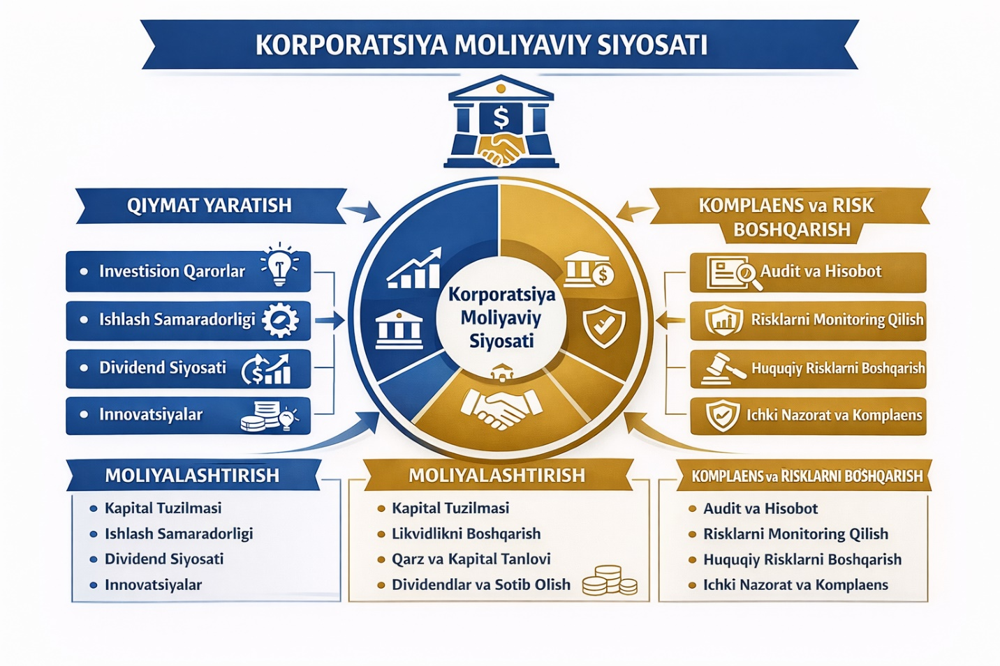 KORPORATSIYA MOLIYAVIY SIYOSATI
$
QIYMAT YARATISH
Investision Qarorlar
Ishlash Samaradorligi
Dividend Siyosati
$
Innovatsiyalar
Korporatsiya
Moliyaviy
Siyosati
$
KOMPLAENS va RISK
BOSHQARISH
Audit va Hisobot
Risklarni Monitoring Qilish
Huquqiy Risklarni Boshqarish
Ichki Nazorat va Komplaens
MOLIYALASHTIRISH
• Kapital Tuzilmasi
• Ishlash Samaradorligi
• Dividend Siyosati
• Innovatsiyalar
MOLIYALASHTIRISH
• Kapital Tuzilmasi
• Likvidlikni Boshqarish
• Qarz va Kapital Tanlovi
• Dividendlar va Sotib Olish
KOMPLAENS va RISKLARNI BOSHQARISH
• Audit va Hisobot
• Risklarni Monitoring Qilish
• Huquqiy Risklarni Boshqarish
• Ichki Nazorat va Komplaens